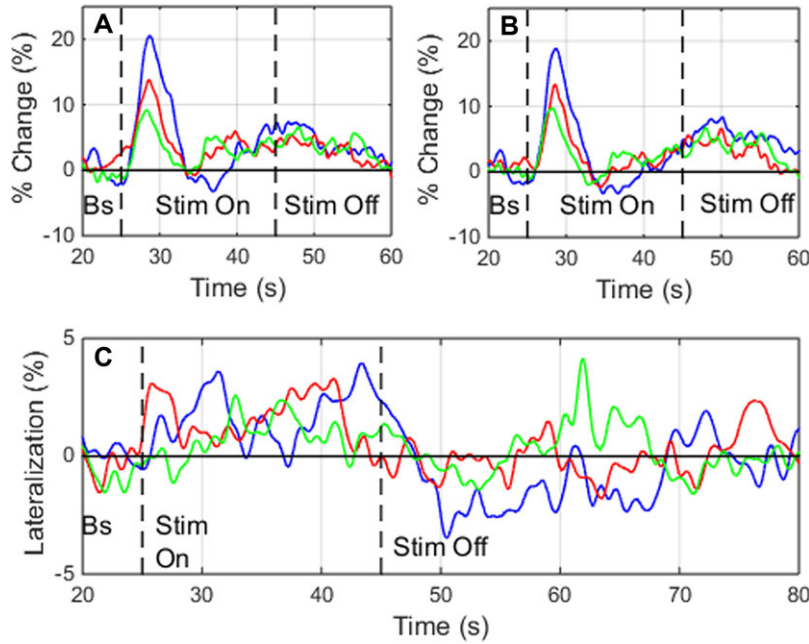 A
% Change (%)
20
10
0
-10
Bs
Stim On
Stim Off
20
30
40
50
60
Time (s)
B
% Change (%)
20
10
0
-10
Bs
Stim On
Stim Off
20
30
40
50
60
Time (s)
C
Lateralization (%)
5
0
-5
Bs
Stim
On
Stim Off
20
30
40
50
60
70
80
Time (s)